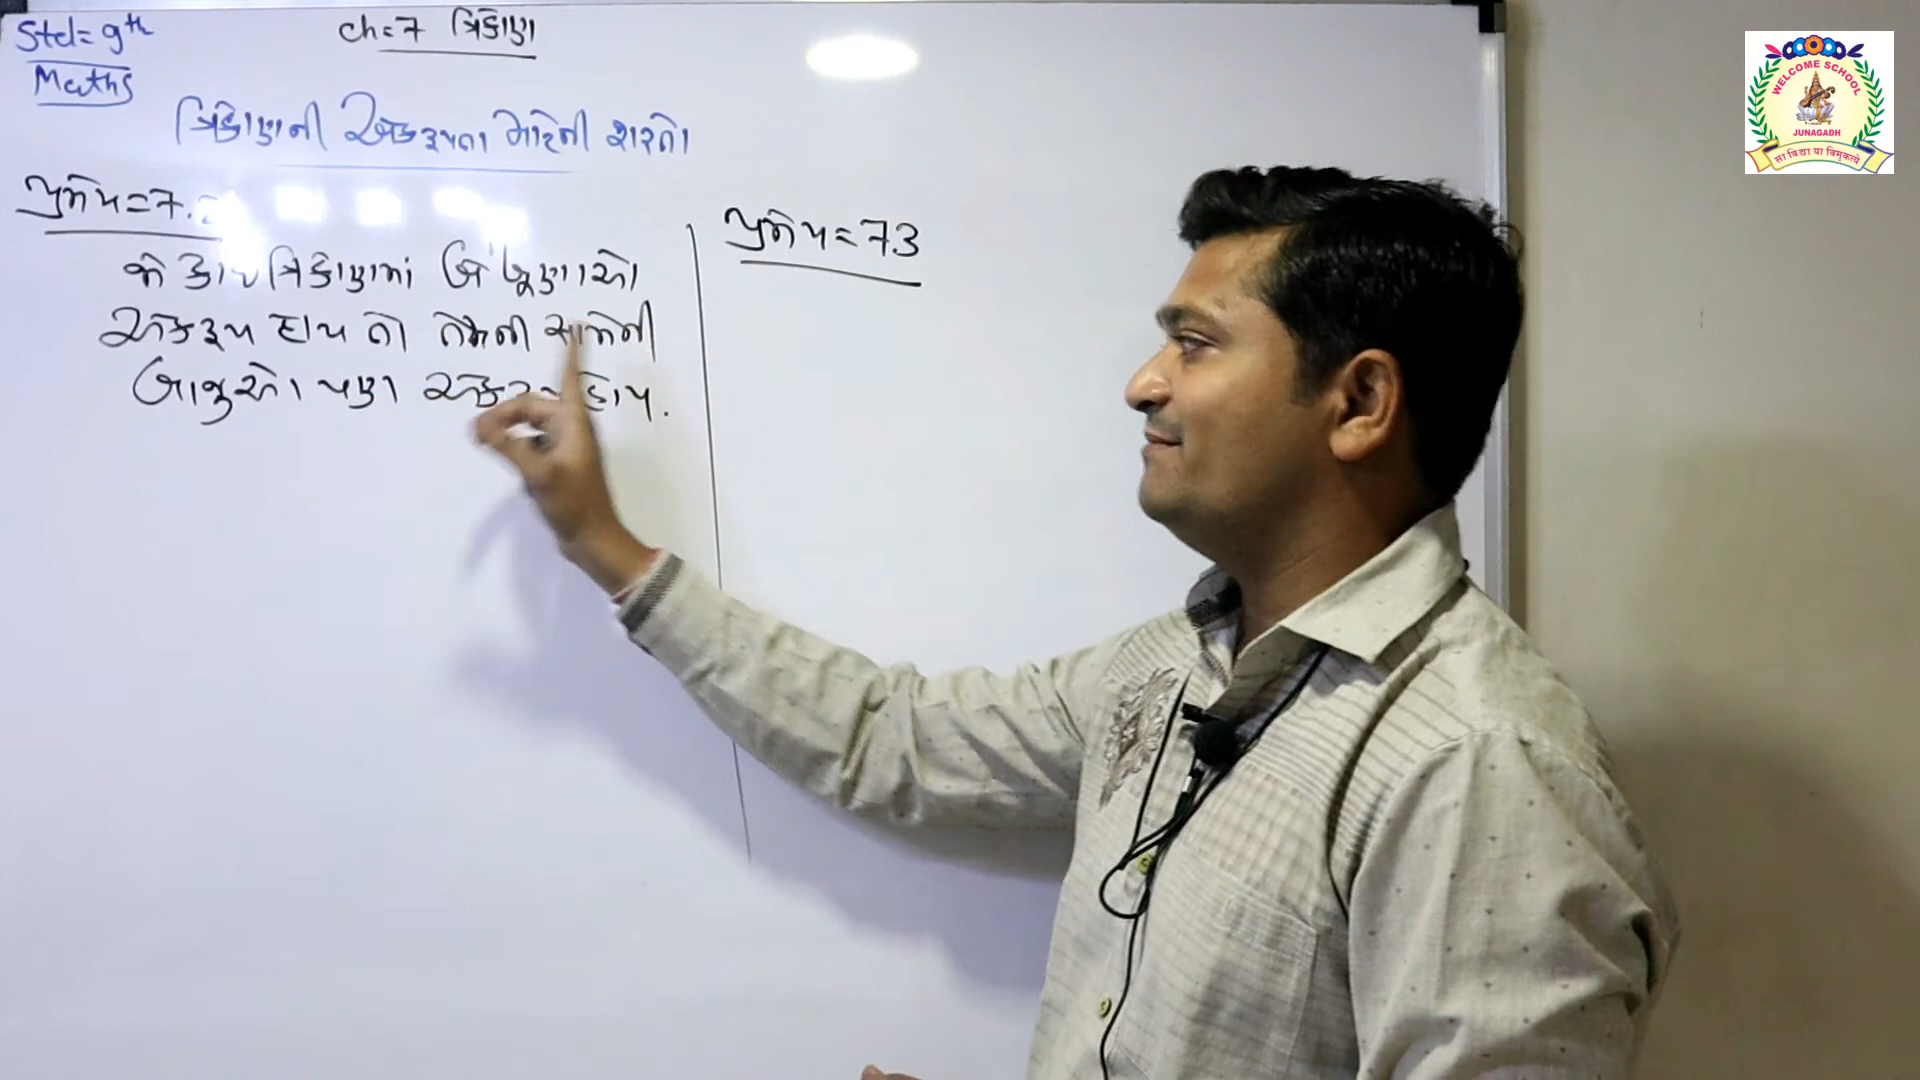 Std = 9th
Maths
ch = 7 ત્રિકોણ
ત્રિકોણની એકરૂપતા માટેની શરતો
પ્રમેય = 7.2
જો કોઇ ત્રિકોણમાં બે ખૂણાઓ
એકરૂપ હોય તો તેમની સામેની
બાજુઓ પણ એકરૂપ હોય.
પ્રમેય = 7.3
WELCOME SCHOOL
JUNAGADH
सा विद्या या विमुक्तये